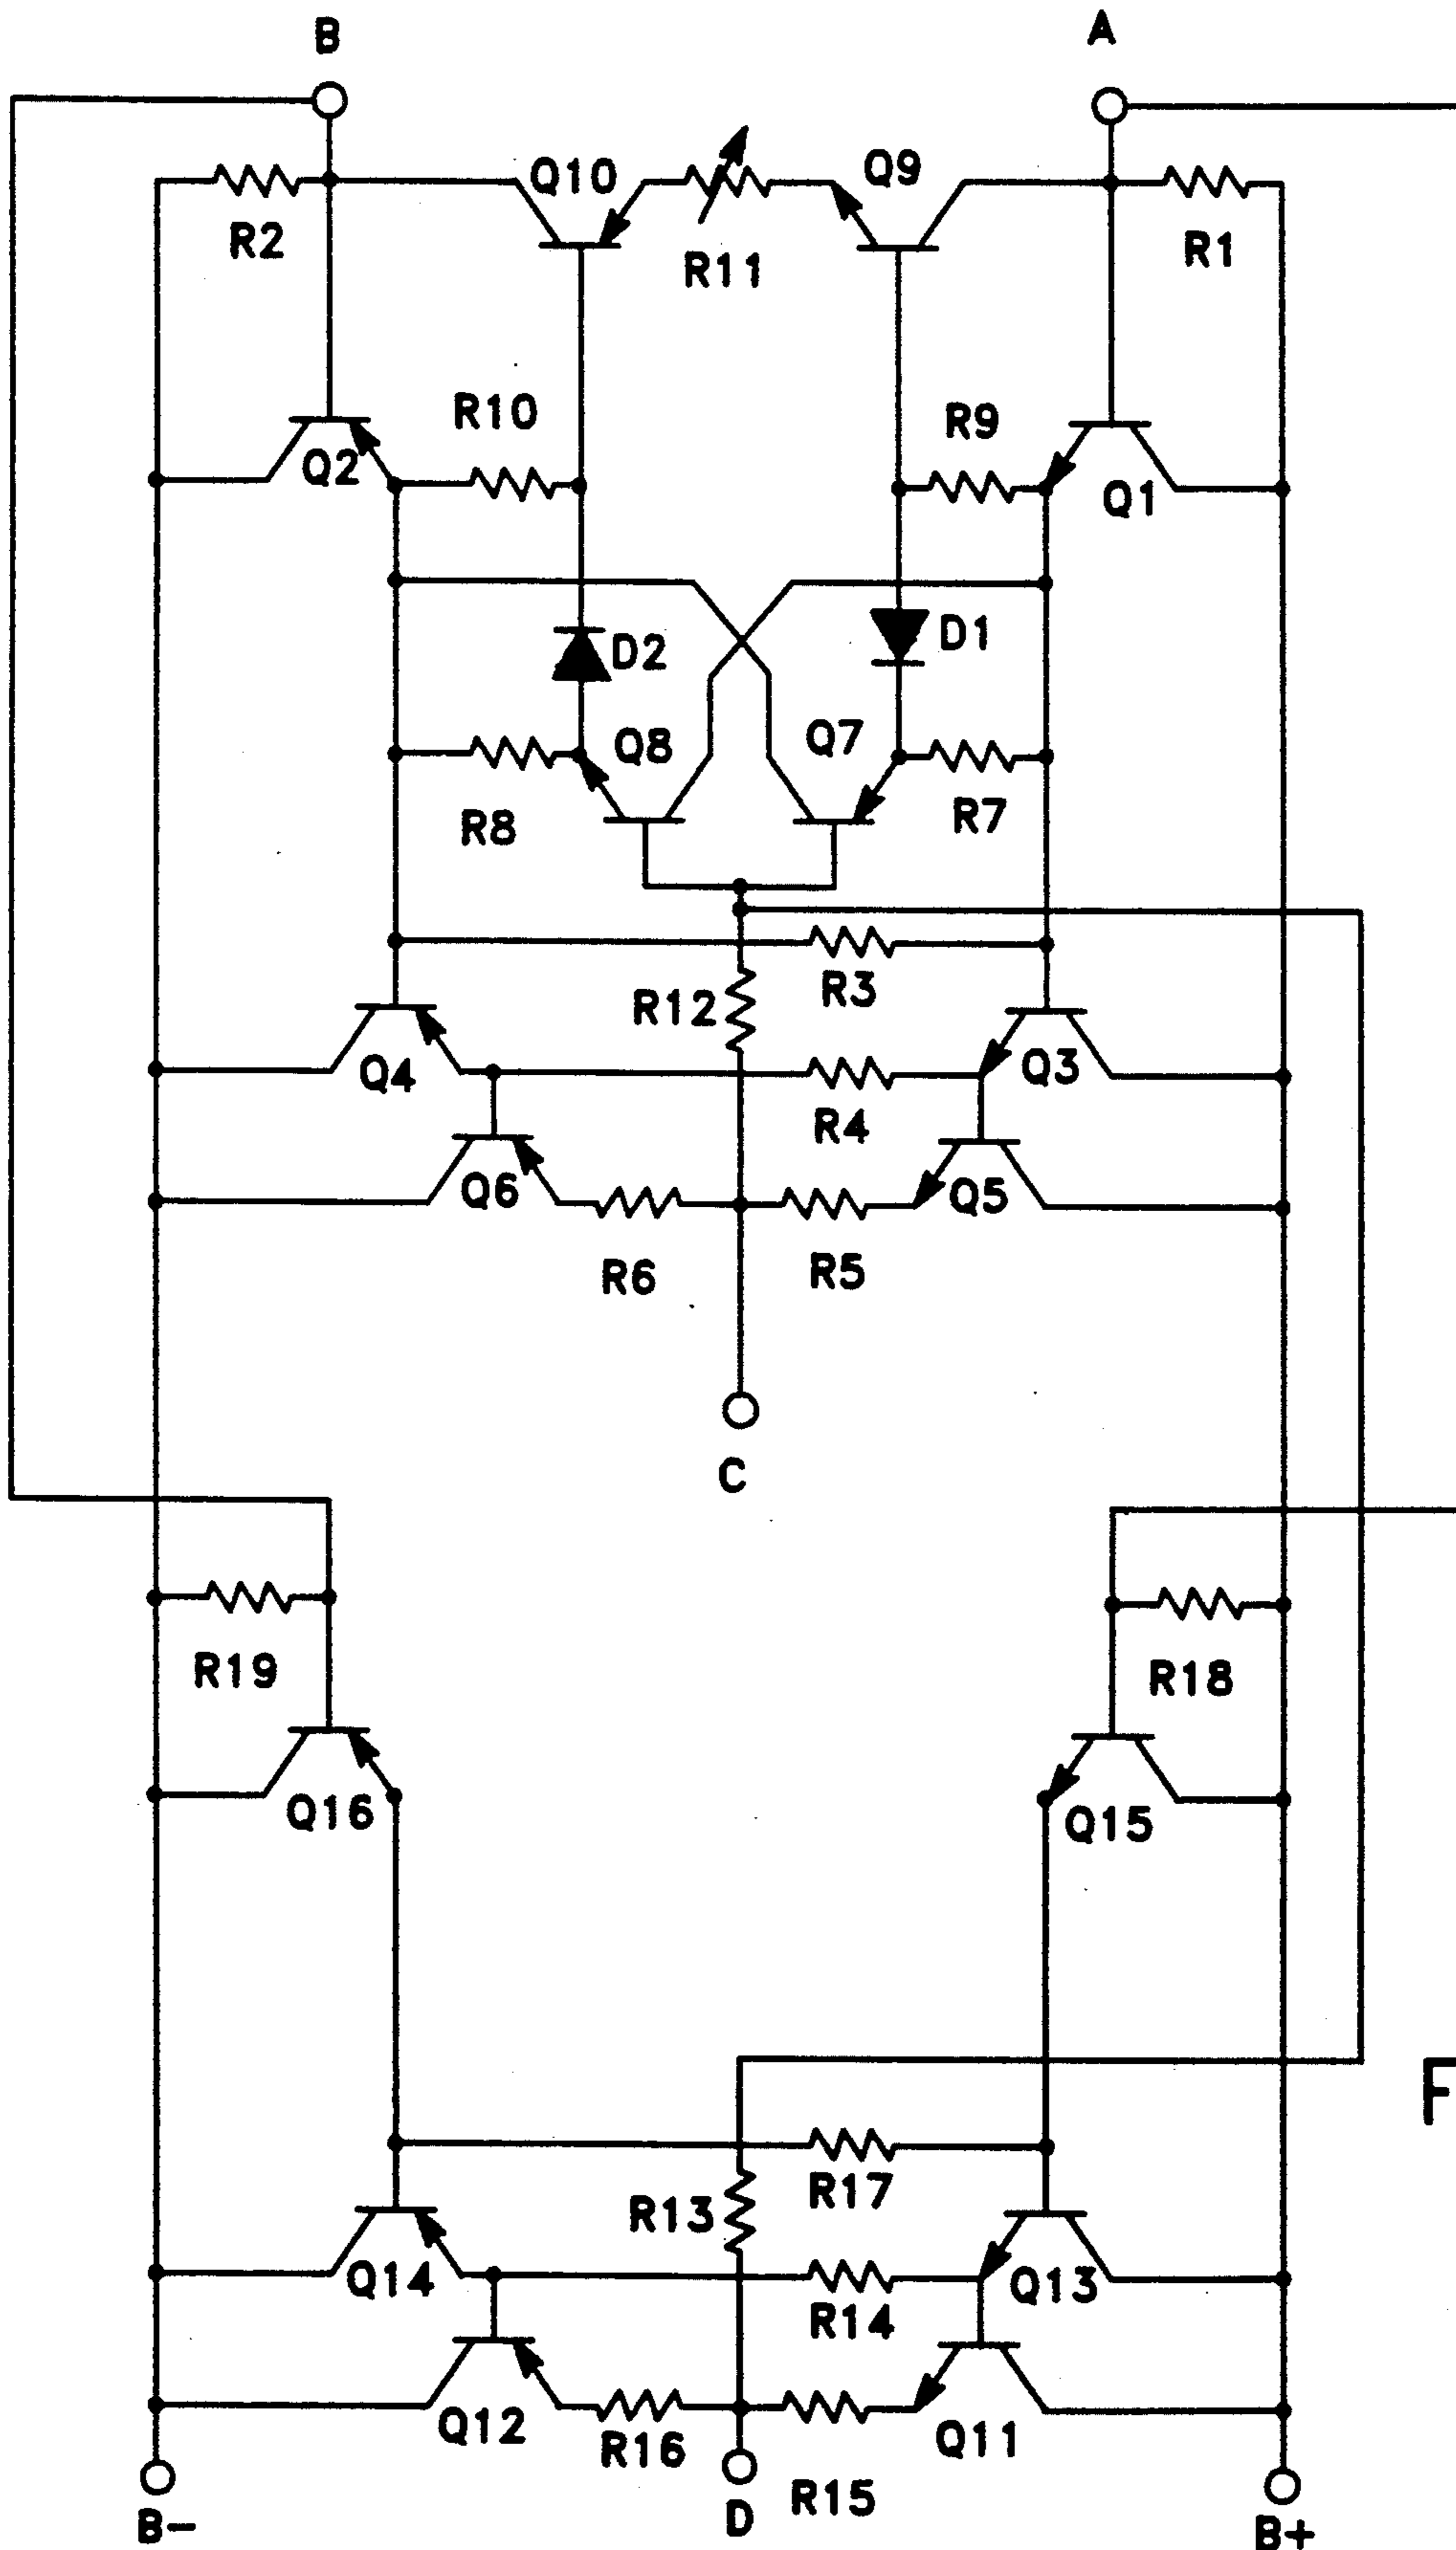 B A
Q10 Q9
R2 R11 R1
R10 R9
Q2 Q1
D2 D1
Q8 Q7
R8 R7
R12 R3
Q4 Q3
R4
Q6 Q5
R6 R5
C
R19 R18
Q16 Q15
F
R13 R17
Q14 Q13
R14
Q12 R16 Q11
R15
B- D B+